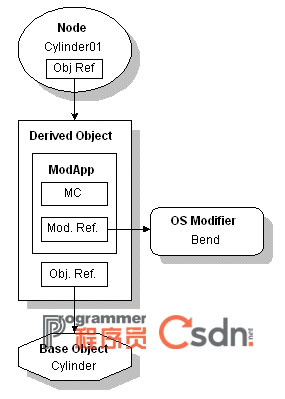 Node
Cylinder01
Obj Ref
Derived Object
ModApp
MC
Mod. Ref.
OS Modifier
Bend
Obj. Ref.
Programmer
程序员 Csdn.net
Base Object
Cylinder